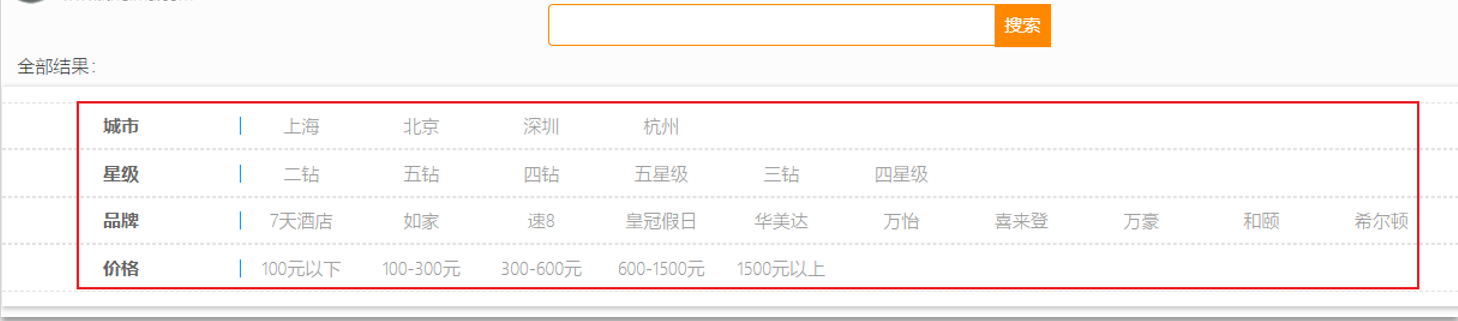 搜索
全部结果：
城市 | 上海 北京 深圳 杭州
星级 | 二钻 五钻 四钻 五星级 三钻 四星级
品牌 | 7天酒店 如家 速8 皇冠假日 华美达 万怡 喜来登 万豪 和颐 希尔顿
价格 | 100元以下 100-300元 300-600元 600-1500元 1500元以上